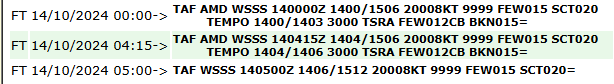 FT 14/10/2024 00:00-> TAF AMD WSSS 140000Z 1400/1506 20008KT 9999 FEW015 SCT020
TEMPO 1400/1403 3000 TSRA FEW012CB BKN015=
FT 14/10/2024 04:15-> TAF AMD WSSS 140415Z 1404/1506 20008KT 9999 FEW015 SCT020
TEMPO 1404/1406 3000 TSRA FEW012CB BKN015=
FT 14/10/2024 05:00-> TAF WSSS 140500Z 1406/1512 20008KT 9999 FEW015 SCT020=